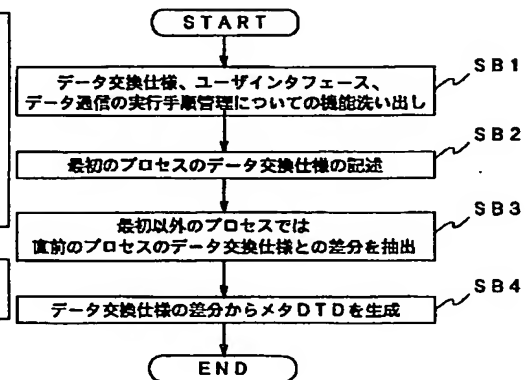 START
データ交換仕様、ユーザインタフェース、
データ通信の実行手順管理についての機能洗い出し
SB1
最初のプロセスのデータ交換仕様の記述
SB2
最初以外のプロセスでは
直前のプロセスのデータ交換仕様との差分を抽出
SB3
データ交換仕様の差分からメタDTDを生成
SB4
END